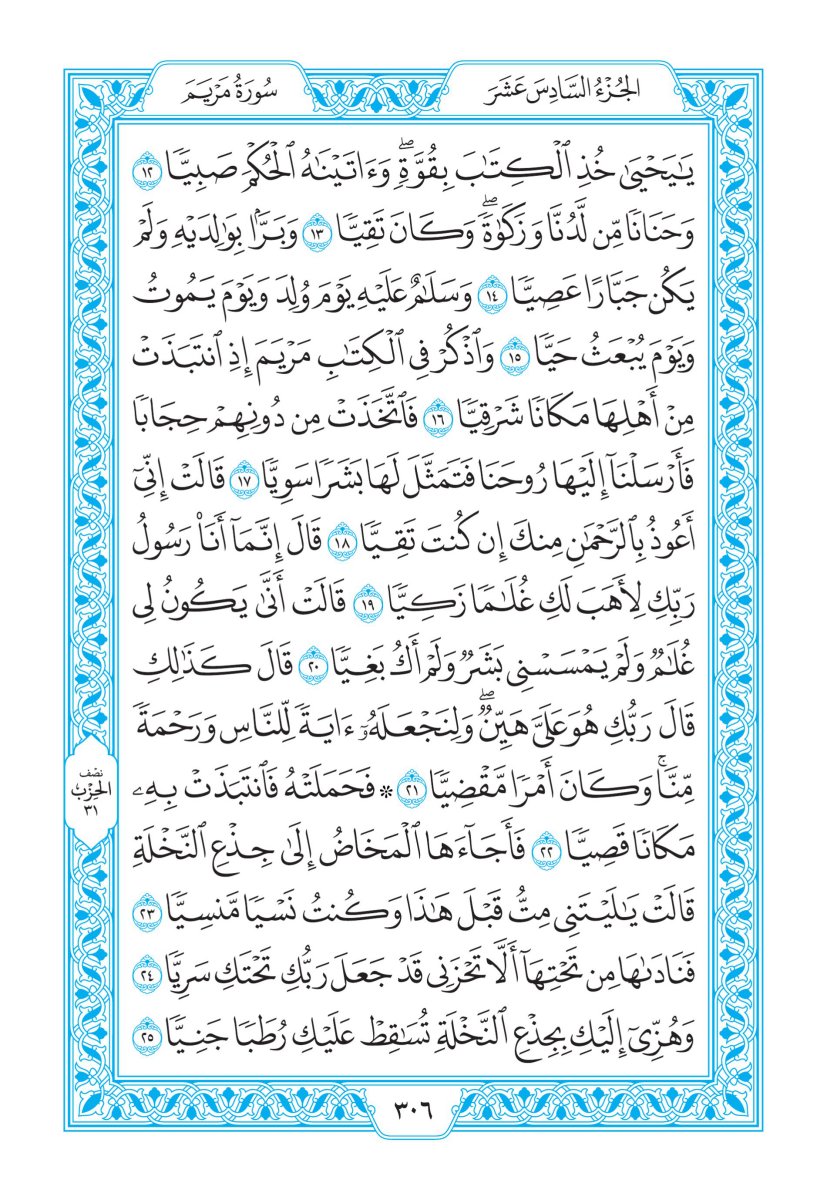 الجُزْءُ السَّادِسَ عَشَرَ
سُورَةُ مَرْيَمَ
يَٰيَحْيَىٰ خُذِ ٱلْكِتَٰبَ بِقُوَّةٖۖ وَءَاتَيْنَٰهُ ٱلْحُكْمَ صَبِيّٗا ١٢
وَحَنَانٗا مِّن لَّدُنَّا وَزَكَوٰةٗۖ وَكَانَ تَقِيّٗا ١٣ وَبَرَّۢا بِوَٰلِدَيْهِ وَلَمْ
يَكُن جَبَّارًا عَصِيّٗا ١٤ وَسَلَٰمٌ عَلَيْهِ يَوْمَ وُلِدَ وَيَوْمَ يَمُوتُ
وَيَوْمَ يُبْعَثُ حَيّٗا ١٥ وَٱذْكُرْ فِي ٱلْكِتَٰبِ مَرْيَمَ إِذِ ٱنتَبَذَتْ
مِنْ أَهْلِهَا مَكَانٗا شَرْقِيّٗا ١٦ فَٱتَّخَذَتْ مِن دُونِهِمْ حِجَابٗا
فَأَرْسَلْنَآ إِلَيْهَا رُوحَنَا فَتَمَثَّلَ لَهَا بَشَرٗا سَوِيّٗا ١٧ قَالَتْ إِنِّيٓ
أَعُوذُ بِٱلرَّحْمَٰنِ مِنكَ إِن كُنتَ تَقِيّٗا ١٨ قَالَ إِنَّمَآ أَنَا۠ رَسُولُ
رَبِّكِ لِأَهَبَ لَكِ غُلَٰمٗا زَكِيّٗا ١٩ قَالَتْ أَنَّىٰ يَكُونُ لِي
غُلَٰمٞ وَلَمْ يَمْسَسْنِي بَشَرٞ وَلَمْ أَكُ بَغِيّٗا ٢٠ قَالَ كَذَٰلِكِ
قَالَ رَبُّكِ هُوَ عَلَيَّ هَيِّنٞۖ وَلِنَجْعَلَهُۥٓ ءَايَةٗ لِّلنَّاسِ وَرَحْمَةٗ
مِّنَّاۚ وَكَانَ أَمْرٗا مَّقْضِيّٗا ٢١ ۞ فَحَمَلَتْهُ فَٱنتَبَذَتْ بِهِۦ
مَكَانٗا قَصِيّٗا ٢٢ فَأَجَآءَهَا ٱلْمَخَاضُ إِلَىٰ جِذْعِ ٱلنَّخْلَةِ
قَالَتْ يَٰلَيْتَنِي مِتُّ قَبْلَ هَٰذَا وَكُنتُ نَسْيٗا مَّنسِيّٗا ٢٣
فَنَادَىٰهَا مِن تَحْتِهَآ أَلَّا تَحْزَنِي قَدْ جَعَلَ رَبُّكِ تَحْتَكِ سَرِيّٗا ٢٤
وَهُزِّيٓ إِلَيْكِ بِجِذْعِ ٱلنَّخْلَةِ تُسَٰقِطْ عَلَيْكِ رُطَبٗا جَنِيّٗا ٢٥
نصْف
الحِزْب
٣١
٣٠٦